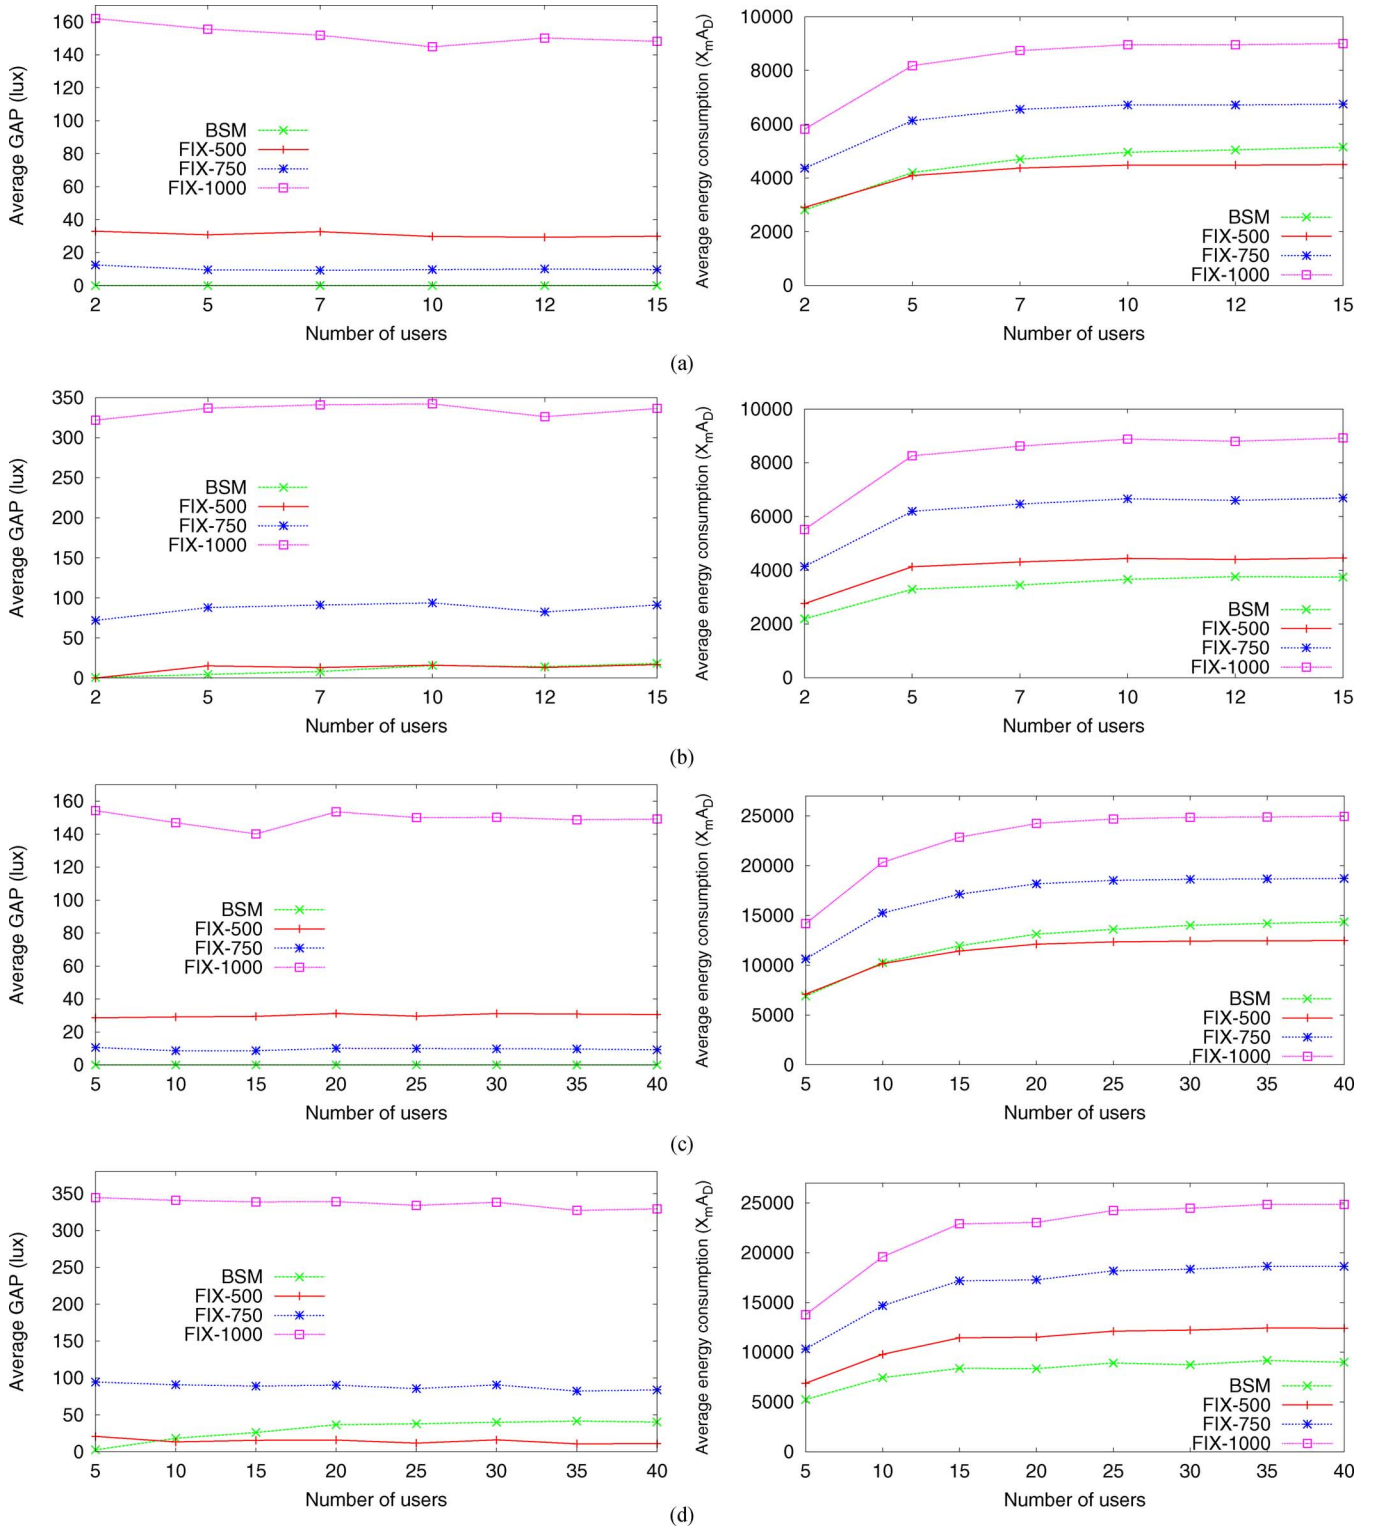 Average GAP (lux)
160
140
120
100
80
60
40
20
0
BSM
FIX-500
FIX-750
FIX-1000
2 5 7 10 12 15
Number of users
Average energy consumption (XmAD)
10000
8000
6000
4000
2000
0
BSM
FIX-500
FIX-750
FIX-1000
2 5 7 10 12 15
Number of users
(a)
Average GAP (lux)
350
300
250
200
150
100
50
0
BSM
FIX-500
FIX-750
FIX-1000
2 5 7 10 12 15
Number of users
Average energy consumption (XmAD)
10000
8000
6000
4000
2000
0
BSM
FIX-500
FIX-750
FIX-1000
2 5 7 10 12 15
Number of users
(b)
Average GAP (lux)
160
140
120
100
80
60
40
20
0
BSM
FIX-500
FIX-750
FIX-1000
5 10 15 20 25 30 35 40
Number of users
Average energy consumption (XmAD)
25000
20000
15000
10000
5000
0
BSM
FIX-500
FIX-750
FIX-1000
5 10 15 20 25 30 35 40
Number of users
(c)
Average GAP (lux)
350
300
250
200
150
100
50
0
BSM
FIX-500
FIX-750
FIX-1000
5 10 15 20 25 30 35 40
Number of users
Average energy consumption (XmAD)
25000
20000
15000
10000
5000
0
BSM
FIX-500
FIX-750
FIX-1000
5 10 15 20 25 30 35 40
Number of users
(d)